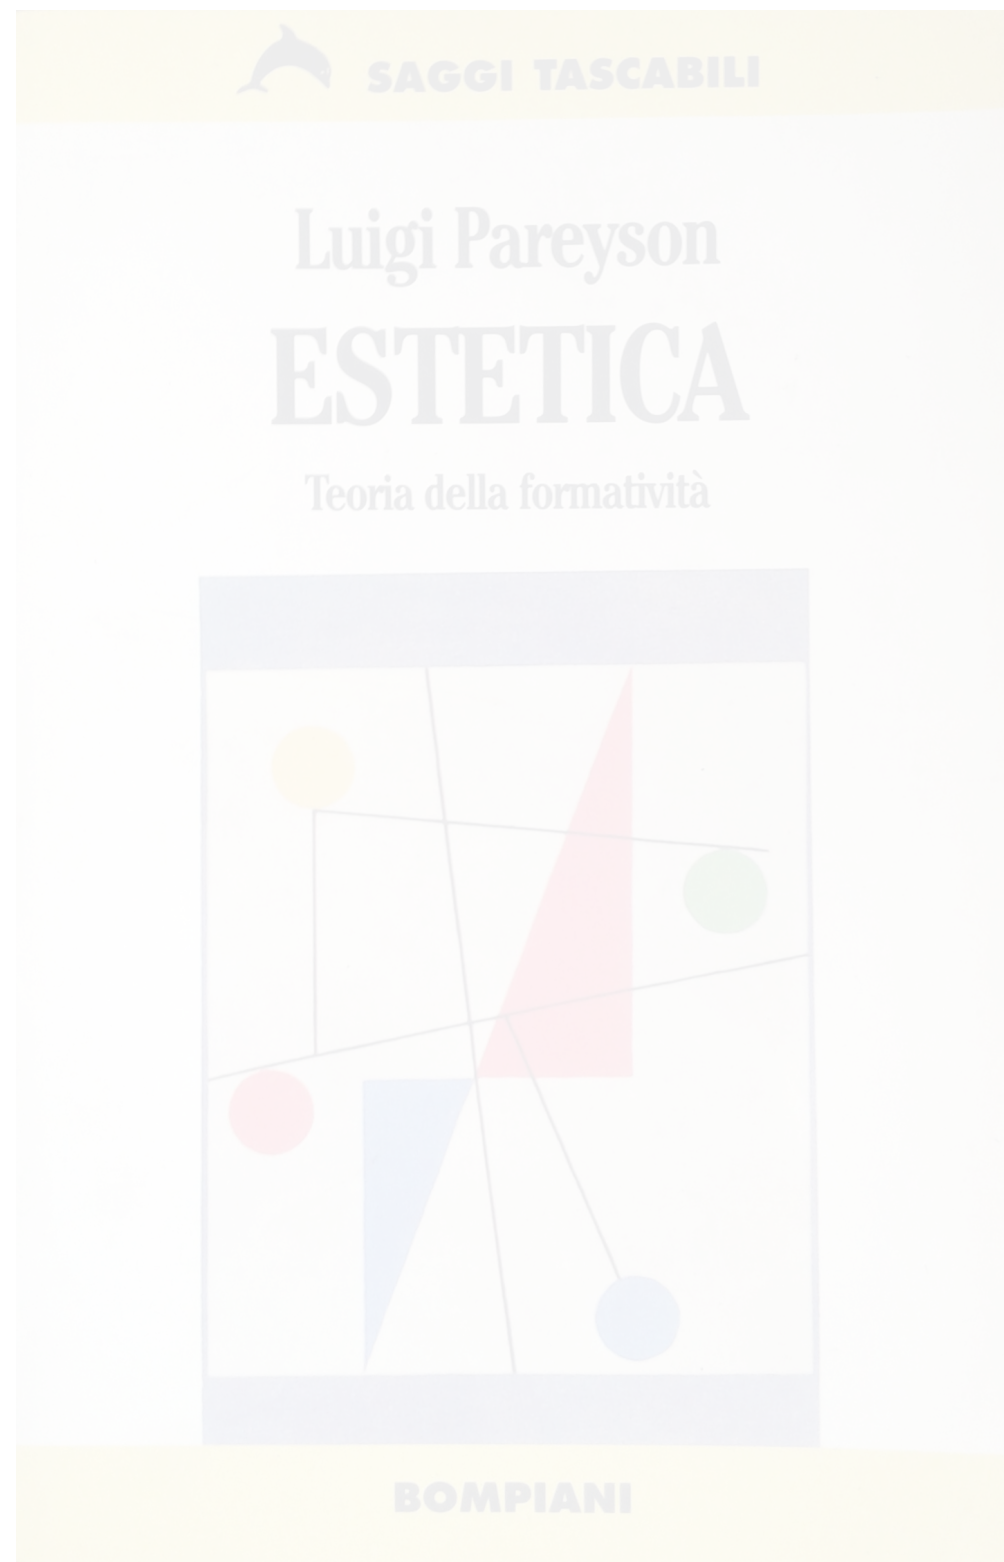 SAGGI TASCABILI
Luigi Pareyson
ESTETICA
Teoria della formatività
BOMPIANI